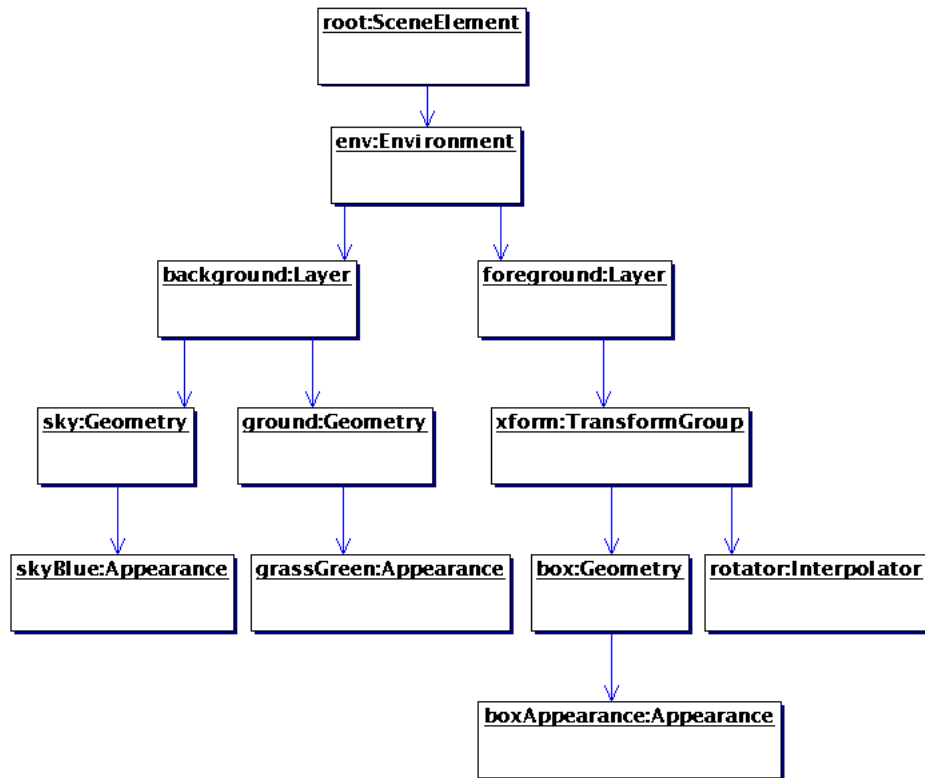 root:SceneElement
env:Environment
background:Layer
foreground:Layer
sky:Geometry
ground:Geometry
xform:TransformGroup
skyBlue:Appearance
grassGreen:Appearance
box:Geometry
rotator:Interpolator
boxAppearance:Appearance